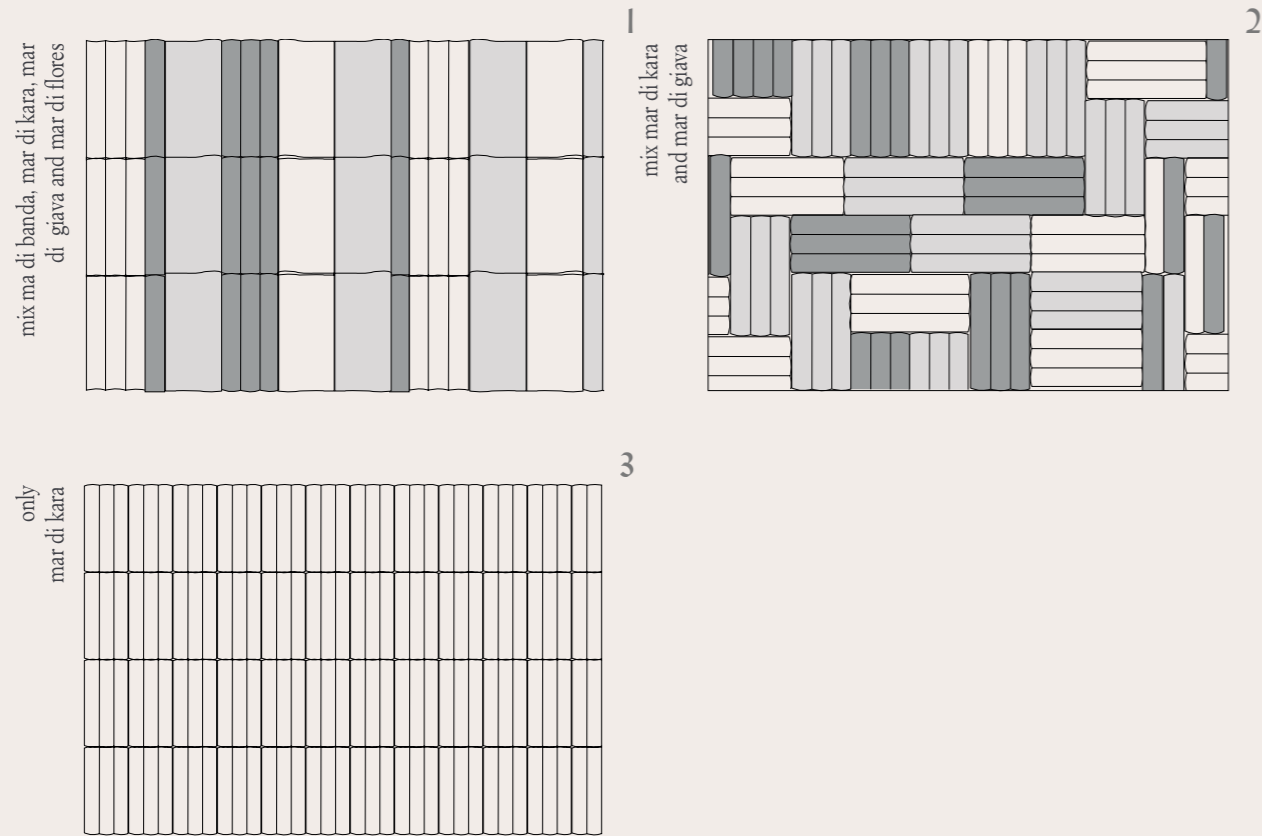 1
mix ma di banda, mar di kara, mar
di giava and mar di flores
2
mix mar di kara
and mar di giava
3
only
mar di kara